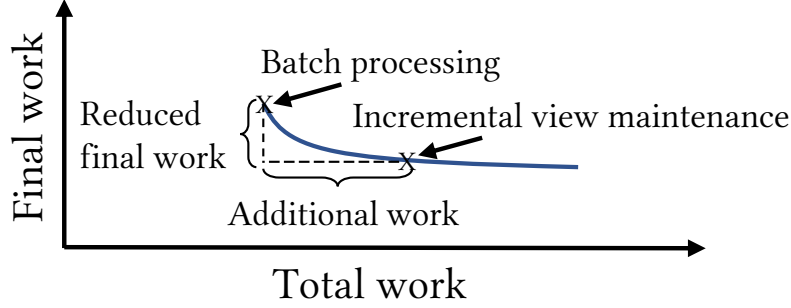 Final work
Batch processing
X
Reduced
final work
Incremental view maintenance
X
Additional work
Total work